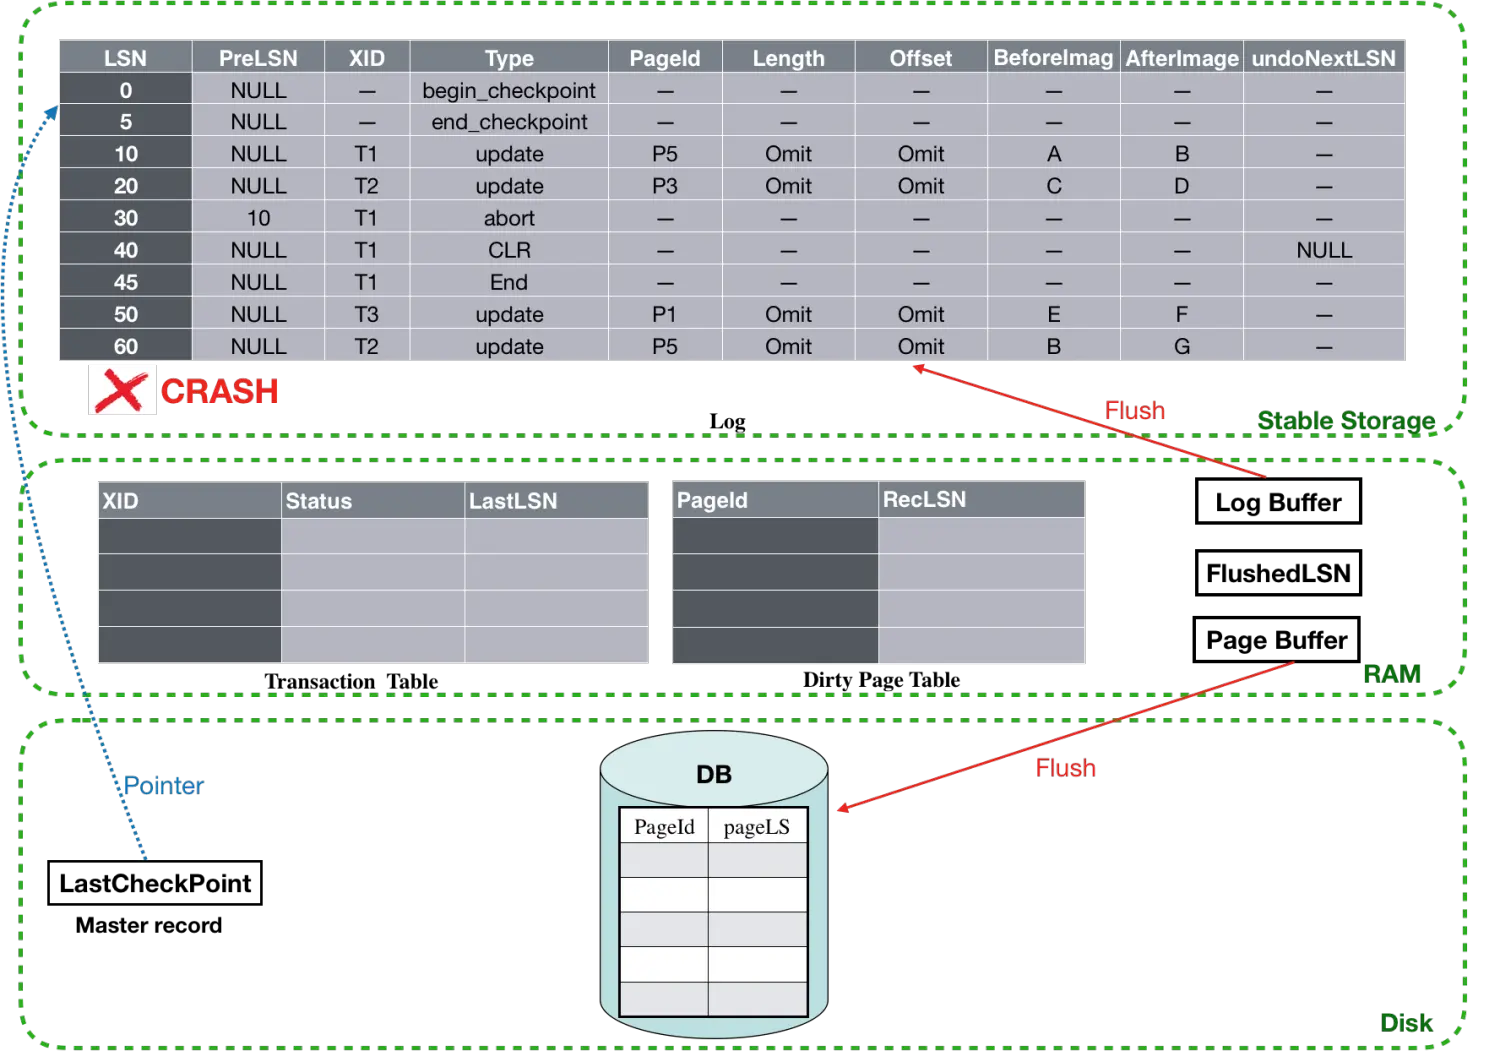 LSN PreLSN XID Type PageId Length Offset BeforeImag AfterImage undoNextLSN
0 NULL — begin_checkpoint — — — — — —
5 NULL — end_checkpoint — — — — — —
10 NULL T1 update P5 Omit Omit A B —
20 NULL T2 update P3 Omit Omit C D —
30 10 T1 abort — — — — — —
40 NULL T1 CLR — — — — — NULL
45 NULL T1 End — — — — — —
50 NULL T3 update P1 Omit Omit E F —
60 NULL T2 update P5 Omit Omit B G —
CRASH
Flush
Log
Stable Storage
XID Status LastLSN
PageId RecLSN
Log Buffer
FlushedLSN
Page Buffer
Transaction Table
Dirty Page Table
RAM
Pointer
Flush
DB
PageId pageLS
LastCheckPoint
Master record
Disk